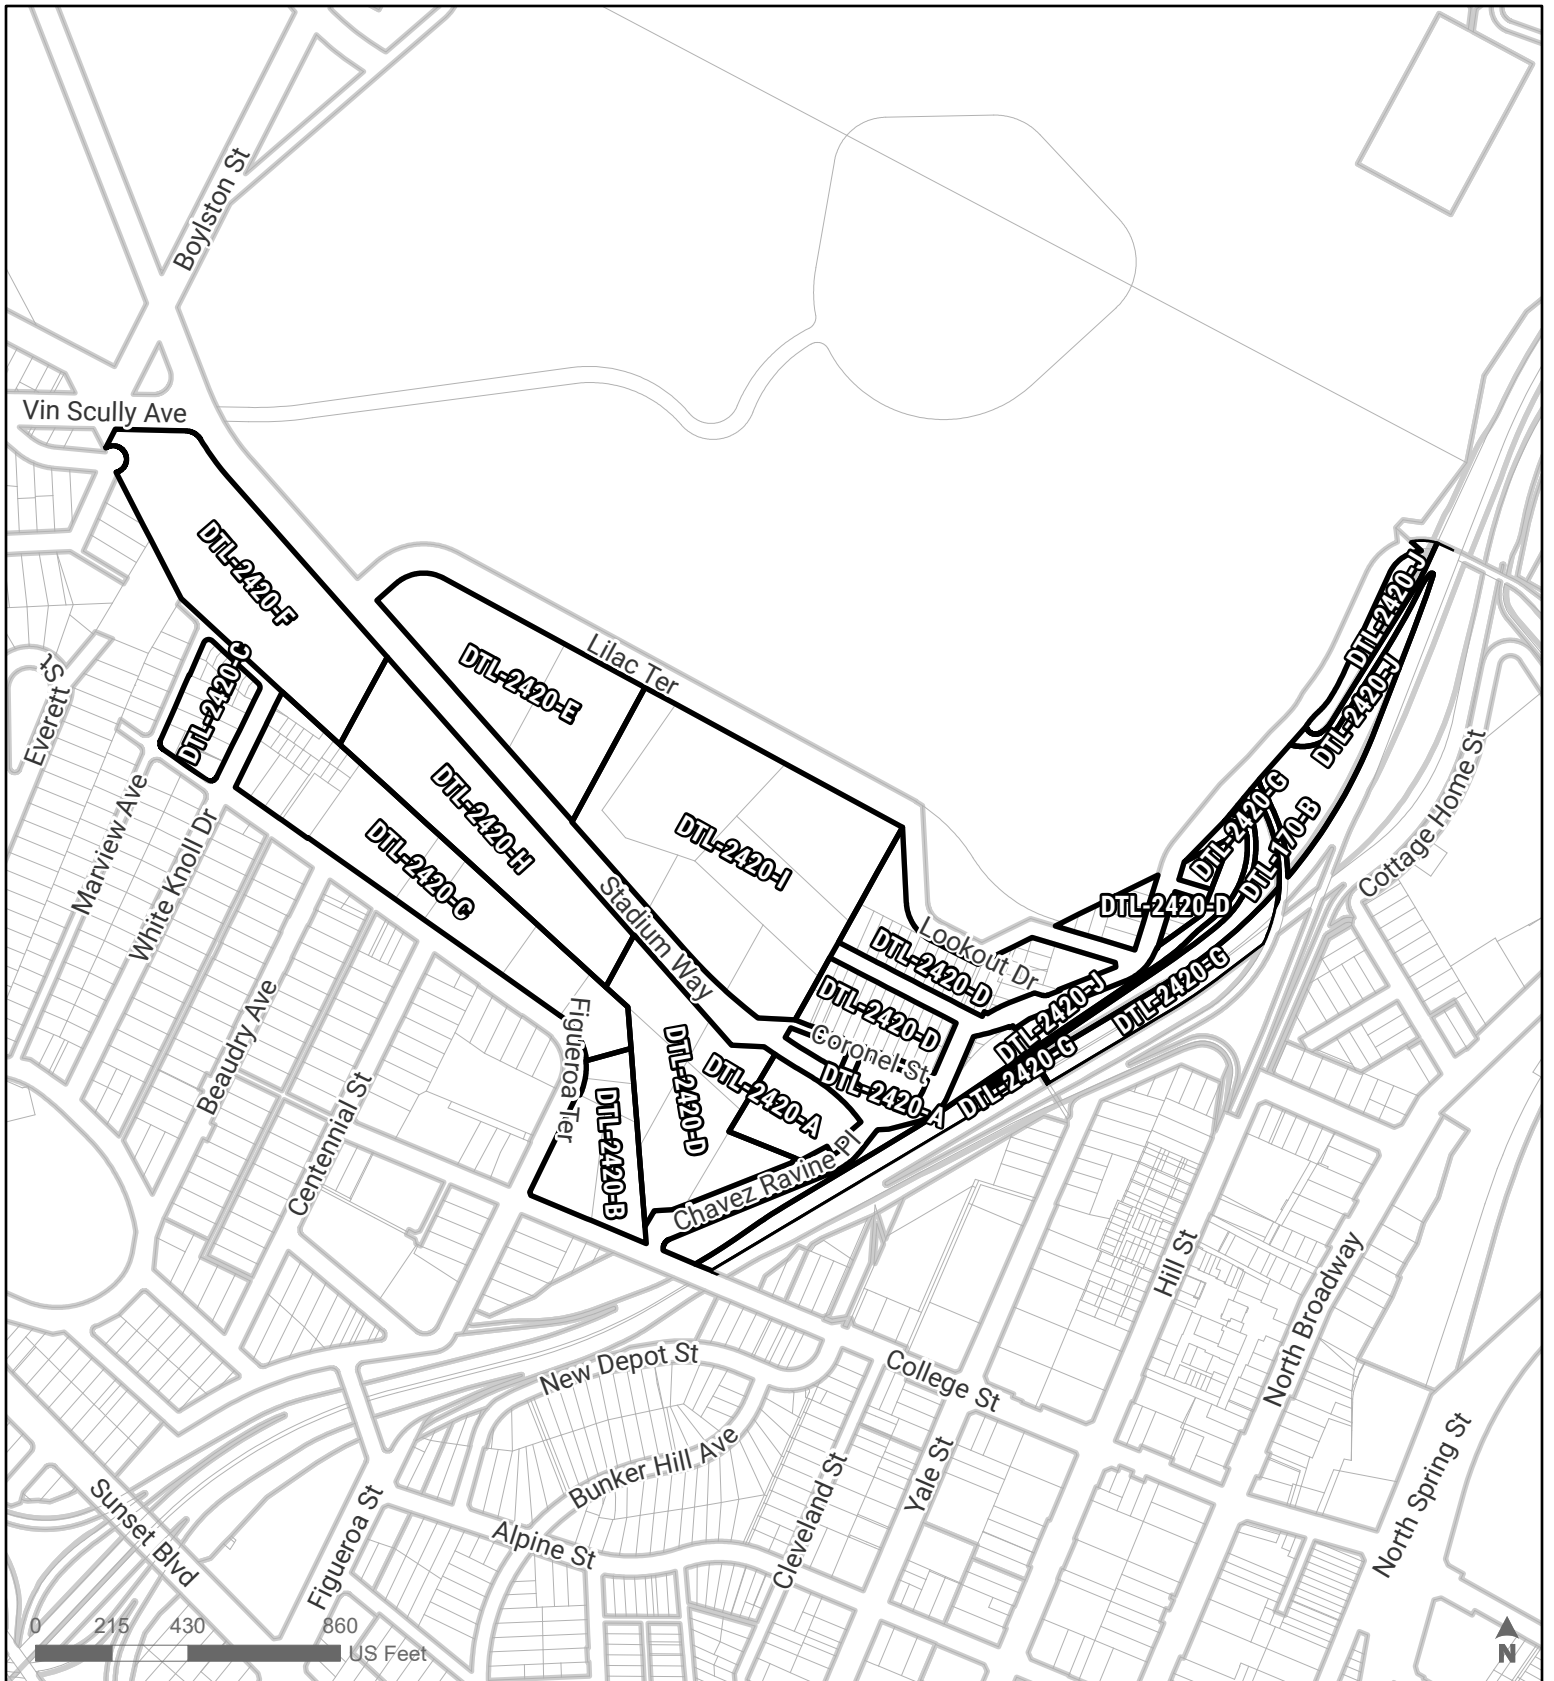 Boylston St
Vin Scully Ave
DTL-2420-F
DTL-2420-J
DTL-2420-E
Lilac Ter
DTL-2420-C
Everett St
DTL-2420-J
DTL-2420-H
DTL-2420-G
DTL-170-B
Cottage Home St
Marview Ave
White Knoll Dr
DTL-2420-C
DTL-2420-I
Stadium Way
DTL-2420-D
Lookout Dr
DTL-2420-D
DTL-2420-D
DTL-2420-J
DTL-2420-G
Coronel St
DTL-2420-G
Beaudry Ave
Figueroa Ter
DTL-2420-D
DTL-2420-A
DTL-2420-A
Centennial St
DTL-2420-B
Chavez Ravine Pl
Hill St
North Broadway
New Depot St
College St
Bunker Hill Ave
Cleveland St
Yale St
North Spring St
Sunset Blvd
Figueroa St
Alpine St
0 215 430 860
US Feet
N